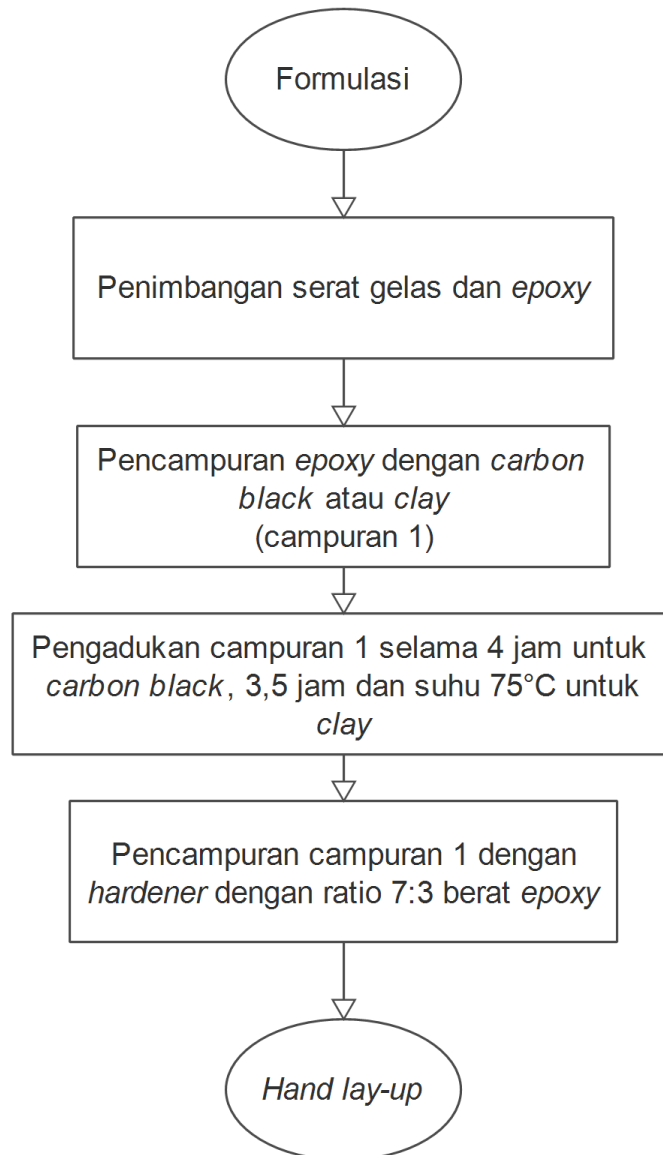 Formulasi
Penimbangan serat gelas dan epoxy
Pencampuran epoxy dengan carbon
black atau clay
(campuran 1)
Pengadukan campuran 1 selama 4 jam untuk
carbon black, 3,5 jam dan suhu 75°C untuk
clay
Pencampuran campuran 1 dengan
hardener dengan ratio 7:3 berat epoxy
Hand lay-up